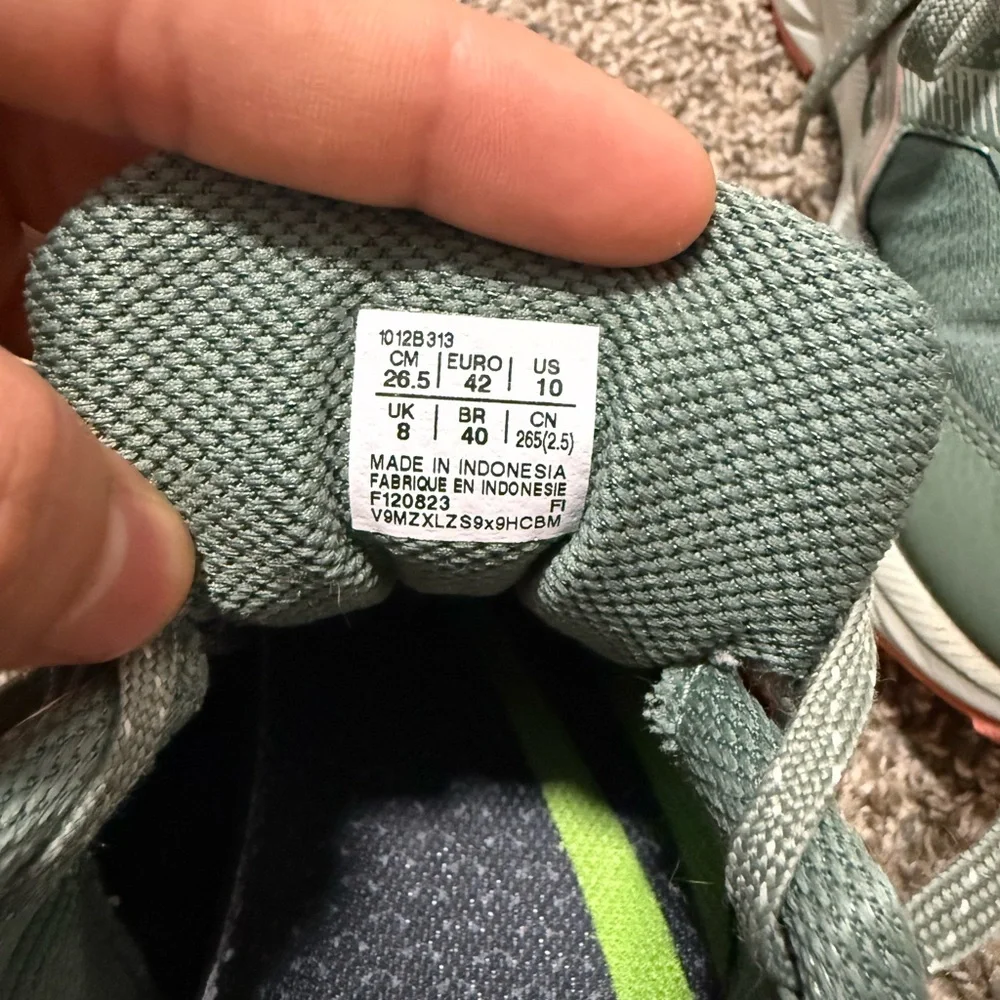 1012B313
CM | EURO | US
26.5 | 42 | 10
UK | BR | CN
8 | 40 | 265(2.5)
MADE IN INDONESIA
FABRIQUE EN INDONESIE
F120823 FI
V9MZXLZS9x9HCBM